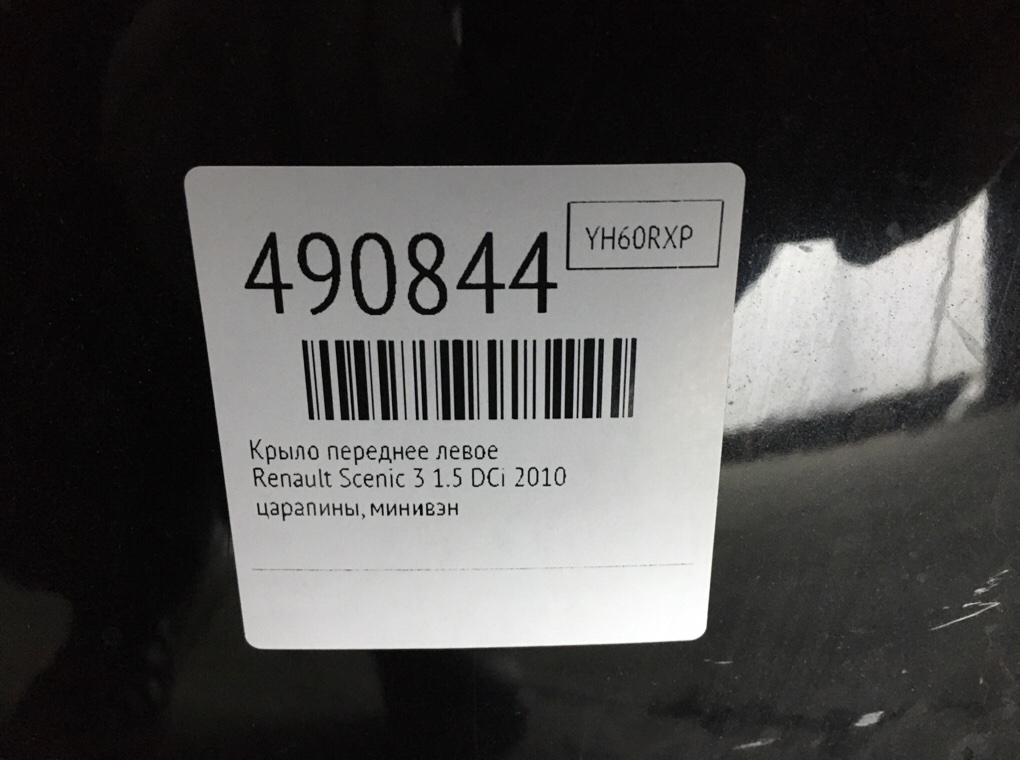 490844
YH60RXP
Крыло переднее левое
Renault Scenic 3 1.5 DCi 2010
царапины, минивэн